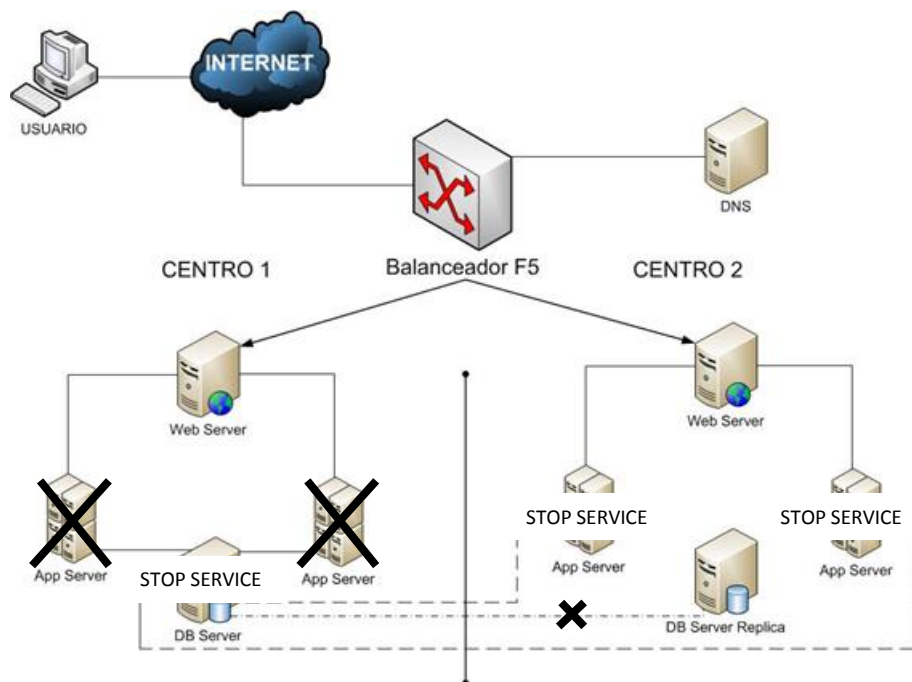 INTERNET
USUARIO
DNS
CENTRO 1
Balanceador F5
CENTRO 2
Web Server
Web Server
STOP SERVICE
STOP SERVICE
App Server
STOP SERVICE
App Server
App Server
App Server
DB Server
DB Server Replica